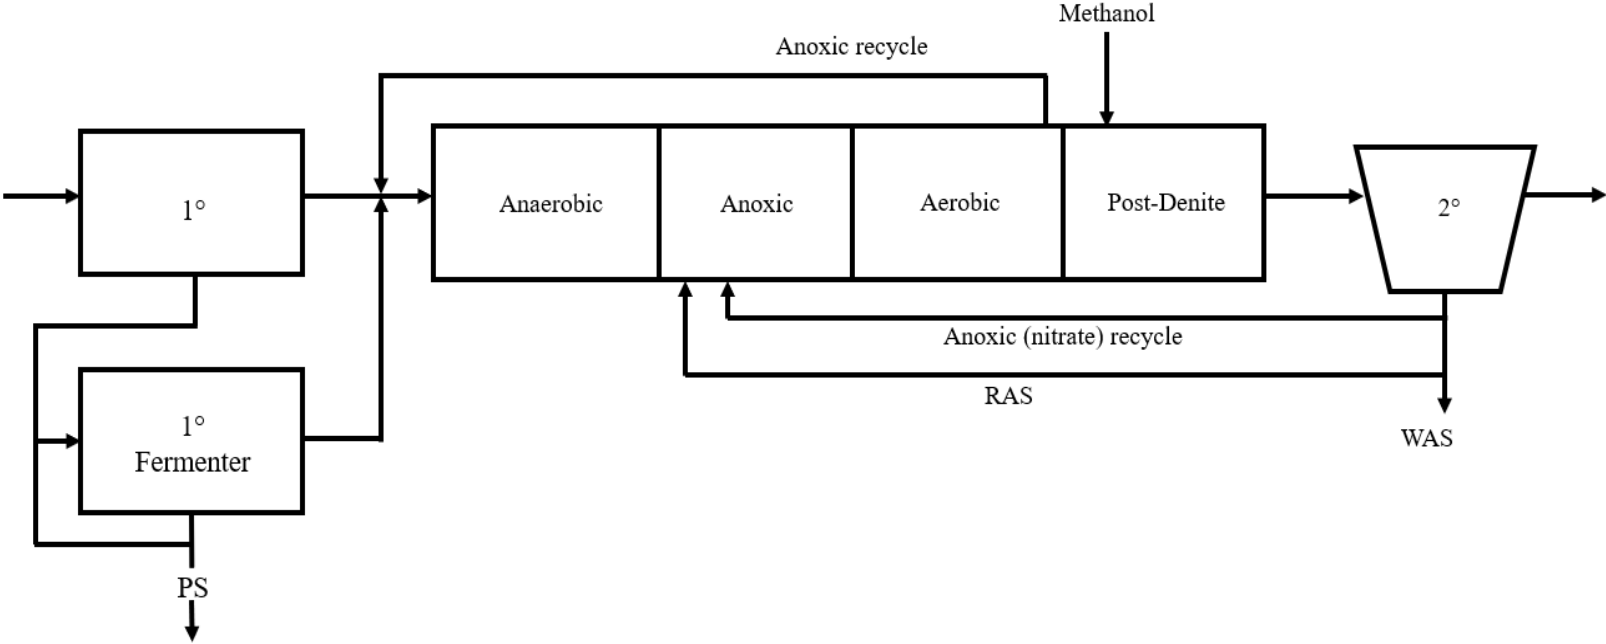 Methanol
Anoxic recycle
1°
Anaerobic
Anoxic
Aerobic
Post-Denite
2°
Anoxic (nitrate) recycle
RAS
WAS
1°
Fermenter
PS